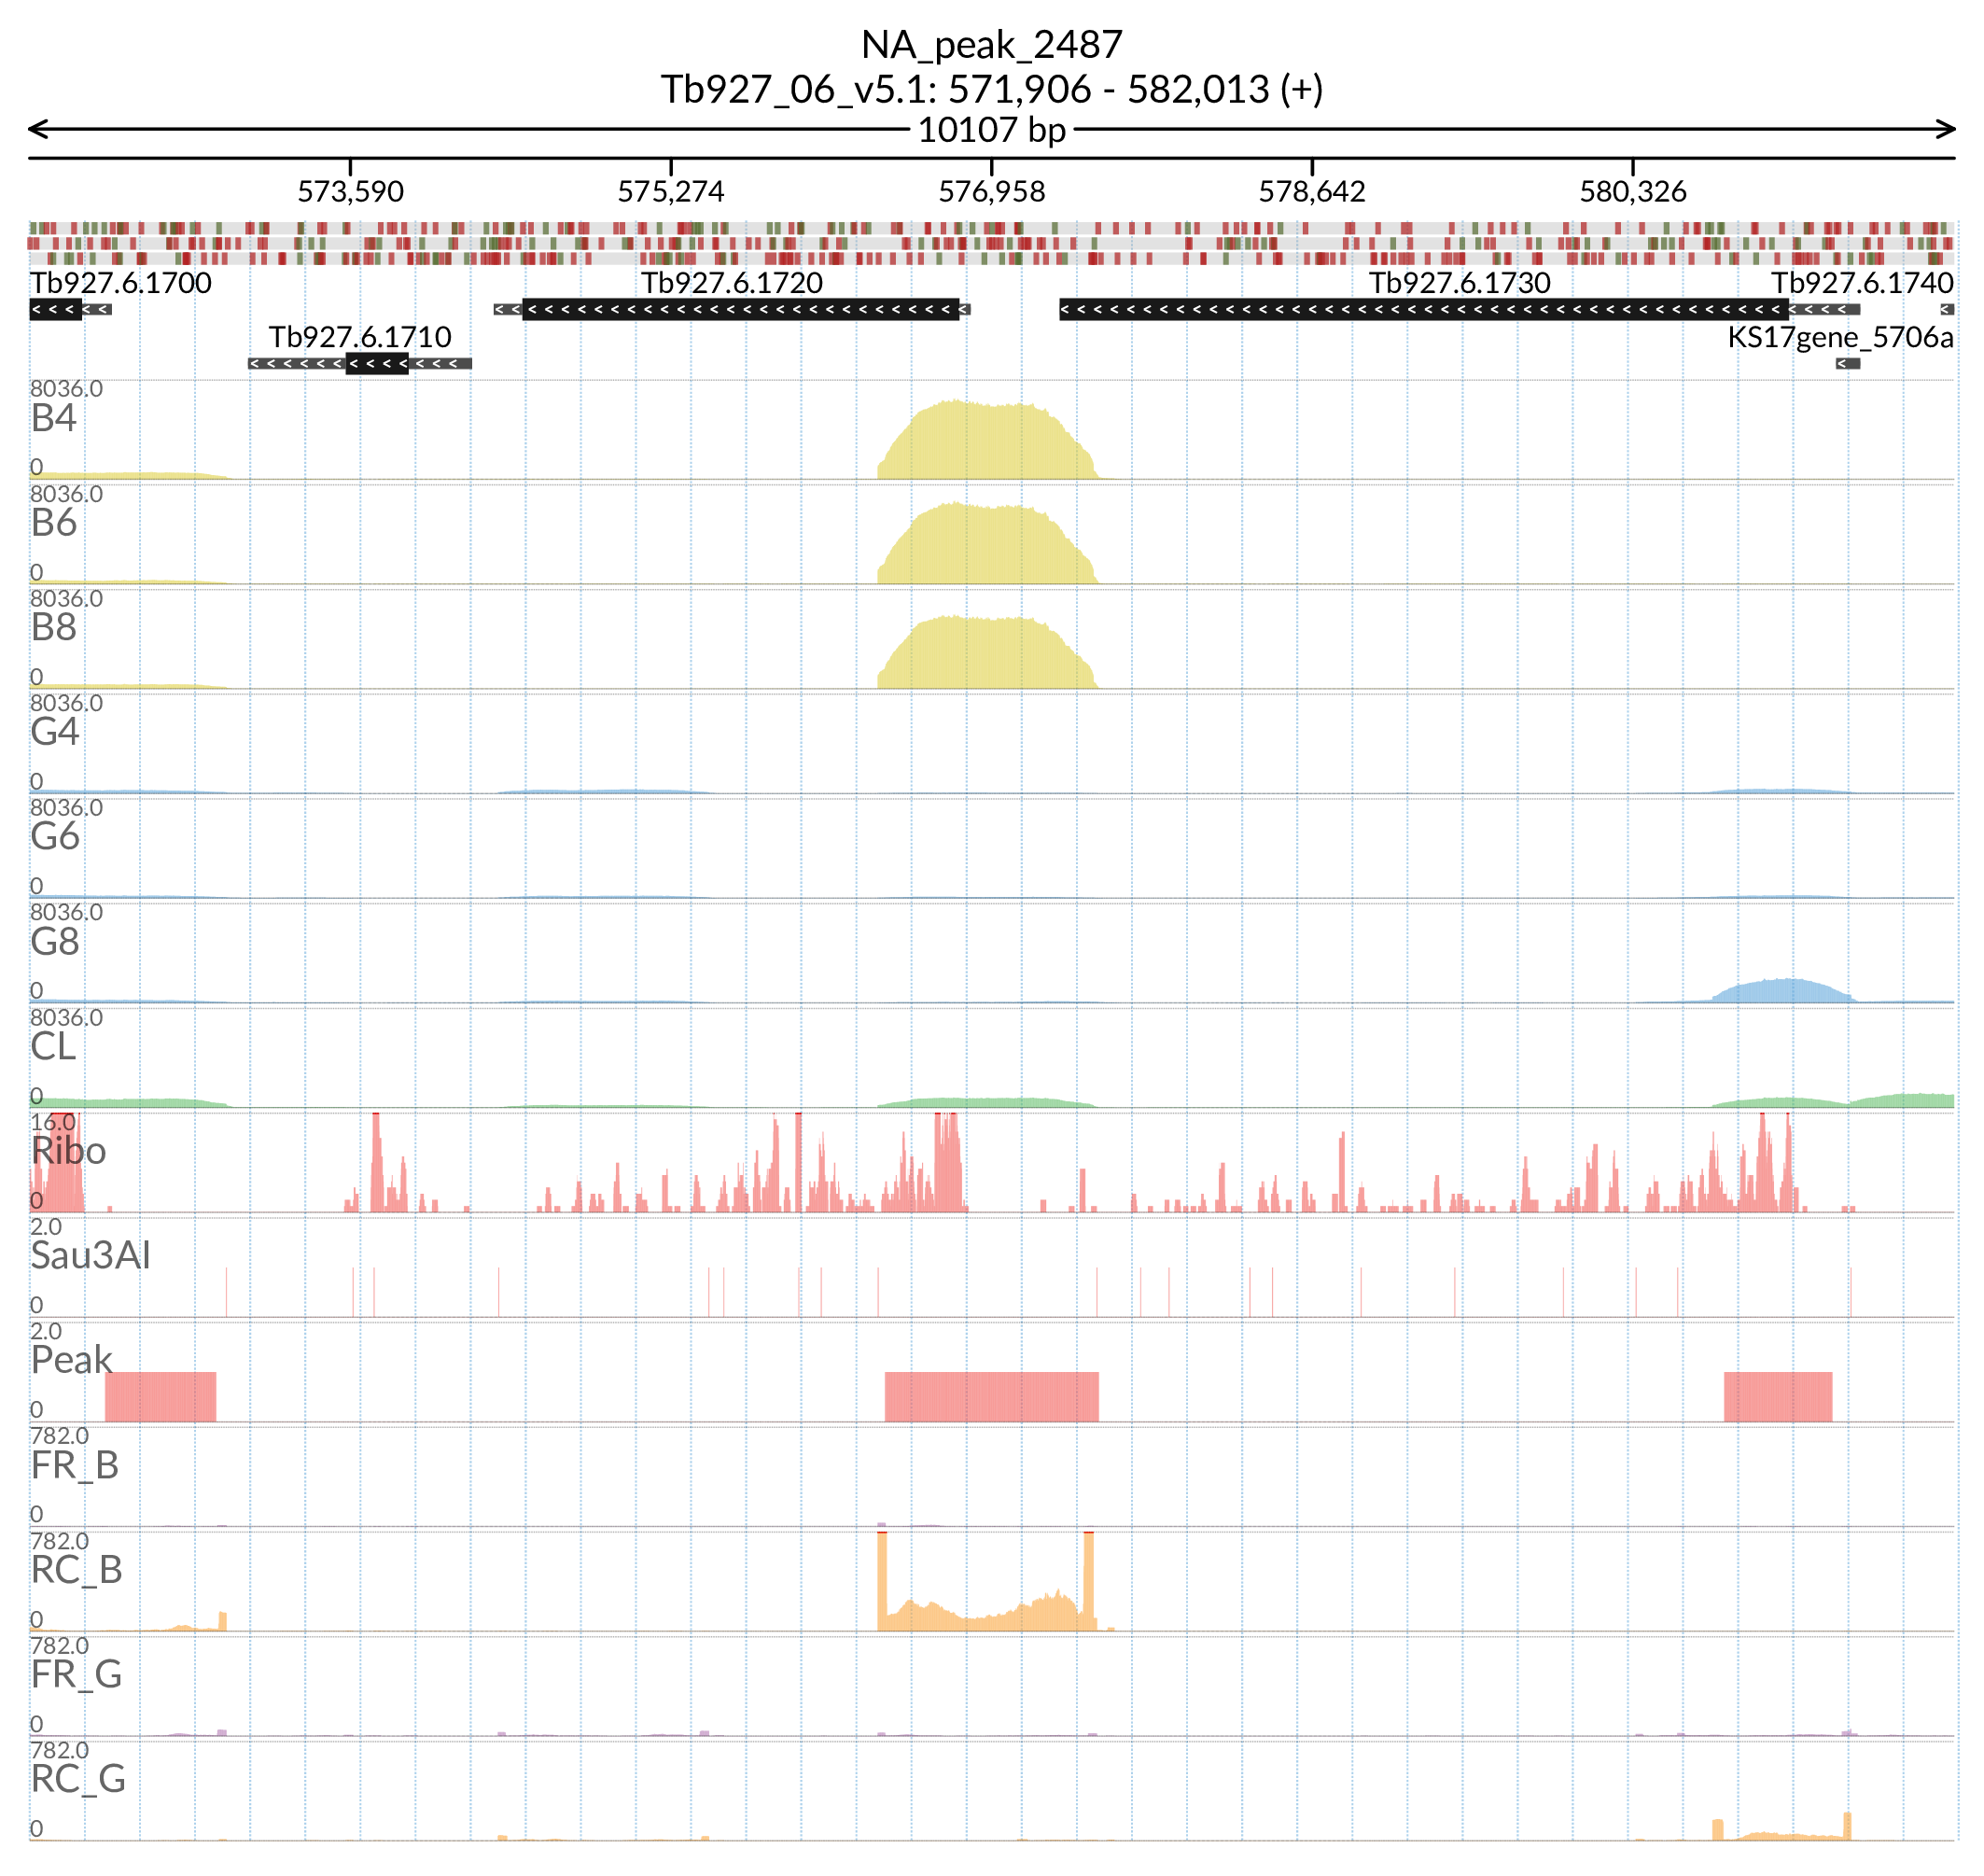 NA_peak_2487
Tb927_06_v5.1: 571,906 - 582,013 (+)
10107 bp
573,590 575,274 576,958 578,642 580,326
Tb927.6.1700 Tb927.6.1720 Tb927.6.1730 Tb927.6.1740
Tb927.6.1710 KS17gene_5706a
8036.0
B4
0
8036.0
B6
0
8036.0
B8
0
8036.0
G4
0
8036.0
G6
0
8036.0
G8
0
8036.0
CL
0
16.0
Ribo
0
2.0
Sau3AI
0
2.0
Peak
0
782.0
FR_B
0
782.0
RC_B
0
782.0
FR_G
0
782.0
RC_G
0